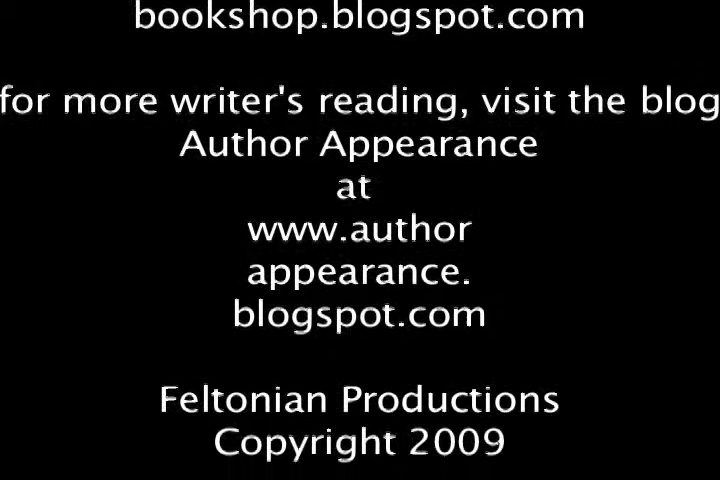 bookshop.blogspot.com
for more writer's reading, visit the blog
Author Appearance
at
www.author
appearance.
blogspot.com
Feltonian Productions
Copyright 2009